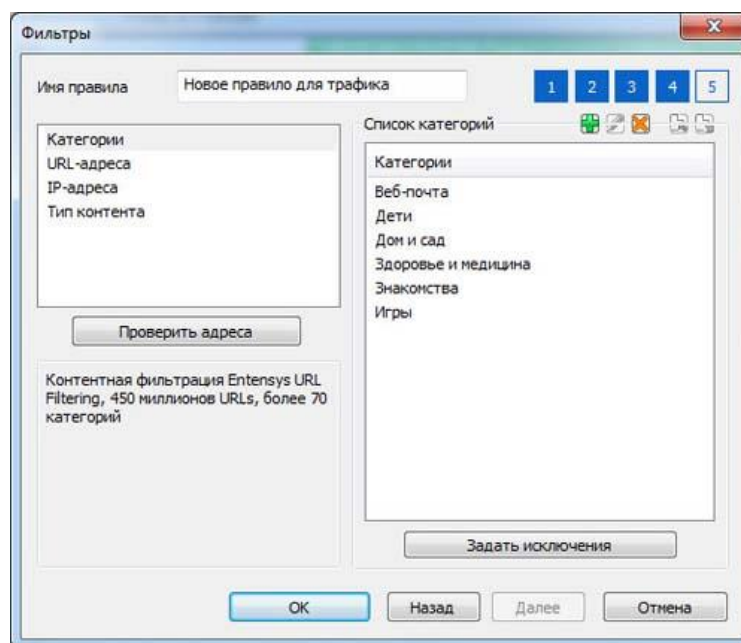 Фильтры
Имя правила
Новое правило для трафика
1 2 3 4 5
Категории
URL-адреса
IP-адреса
Тип контента
Проверить адреса
Контентная фильтрация Entensys URL
Filtering, 450 миллионов URLs, более 70
категорий
Список категорий
Категории
Веб-почта
Дети
Дом и сад
Здоровье и медицина
Знакомства
Игры
Задать исключения
OK
Назад
Далее
Отмена